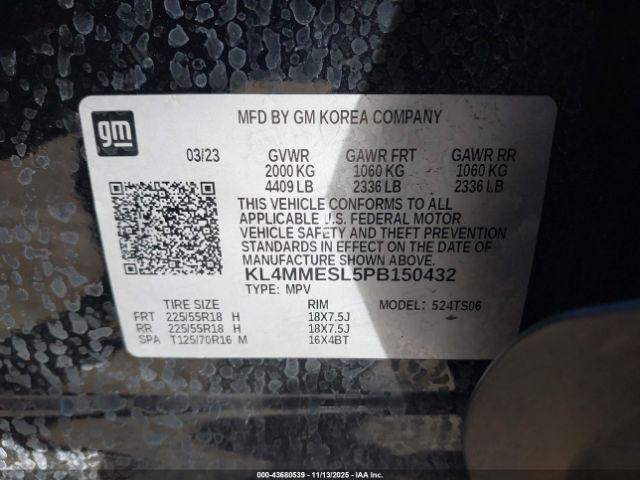 gm
MFD BY GM KOREA COMPANY
03/23 GVWR GAWR FRT GAWR RR
2000 KG 1060 KG 1060 KG
4409 LB 2336 LB 2336 LB
THIS VEHICLE CONFORMS TO ALL
APPLICABLE U.S. FEDERAL MOTOR
VEHICLE SAFETY AND THEFT PREVENTION
STANDARDS IN EFFECT ON THE DATE OF
MANUFACTURE SHOWN ABOVE.
KL4MMESL5PB150432
TYPE: MPV
TIRE SIZE RIM MODEL: 524TS06
FRT 225/55R18 H 18X7.5J
RR 225/55R18 H 18X7.5J
SPA T125/70R16 M 16X4BT
000-43680539 - 11/13/2025 - IAA Inc.